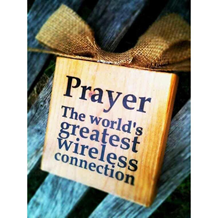 Prayer
The world's
greatest
wireless
connection